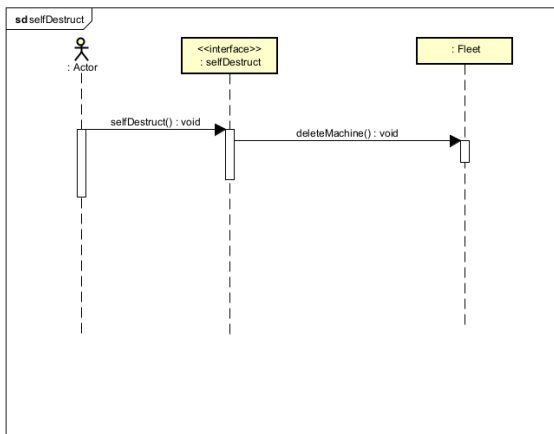 sd selfDestruct
: Actor
<<interface>>
: selfDestruct
: Fleet
selfDestruct() : void
deleteMachine() : void